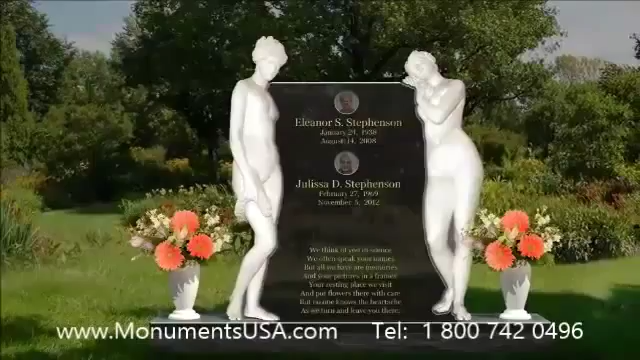 Eleanor S. Stephenson
January 24, 1938
August 14, 2008
Julissa D. Stephenson
February 27, 1969
November 5, 2012
We think of you in silence
We often speak your names
But all we have are memories
And your pictures in a frame
Your resting place we visit
And put flowers there with care
But no one knows the heartache
As we turn and leave you there.
www.MonumentsUSA.com Tel: 1 800 742 0496